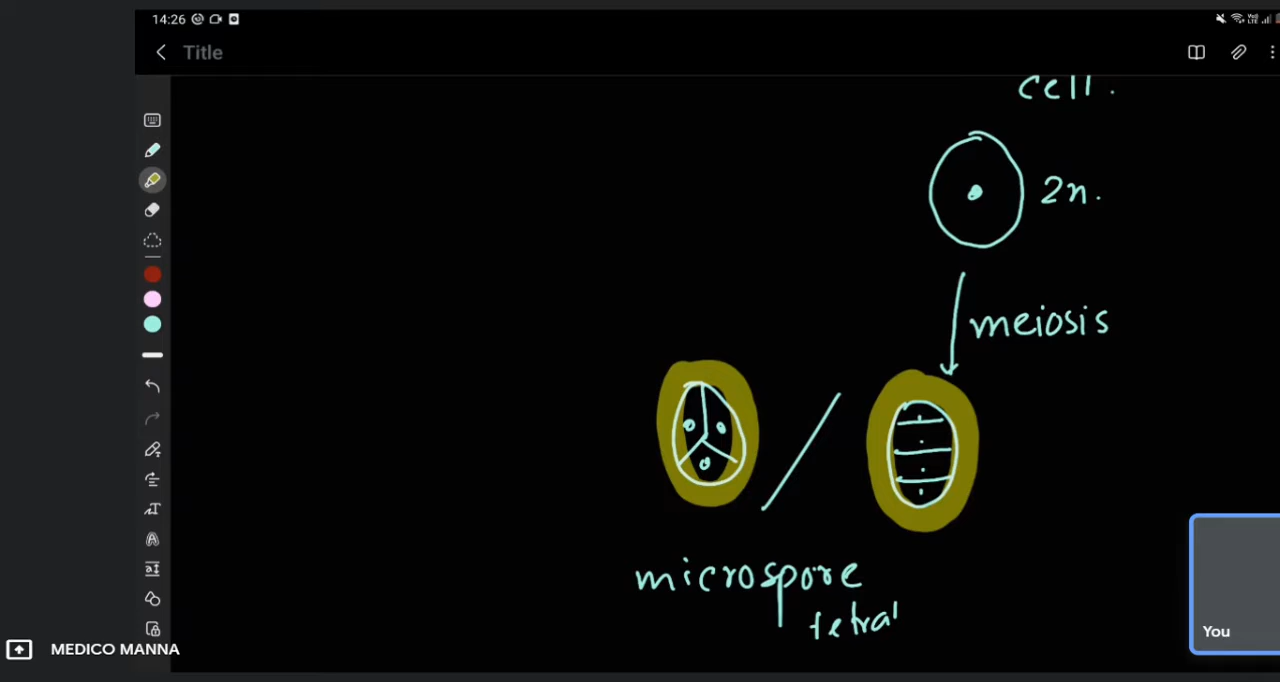 14:26
Title
cell.
2n.
meiosis
microspore
tetral
MEDICO MANNA
You